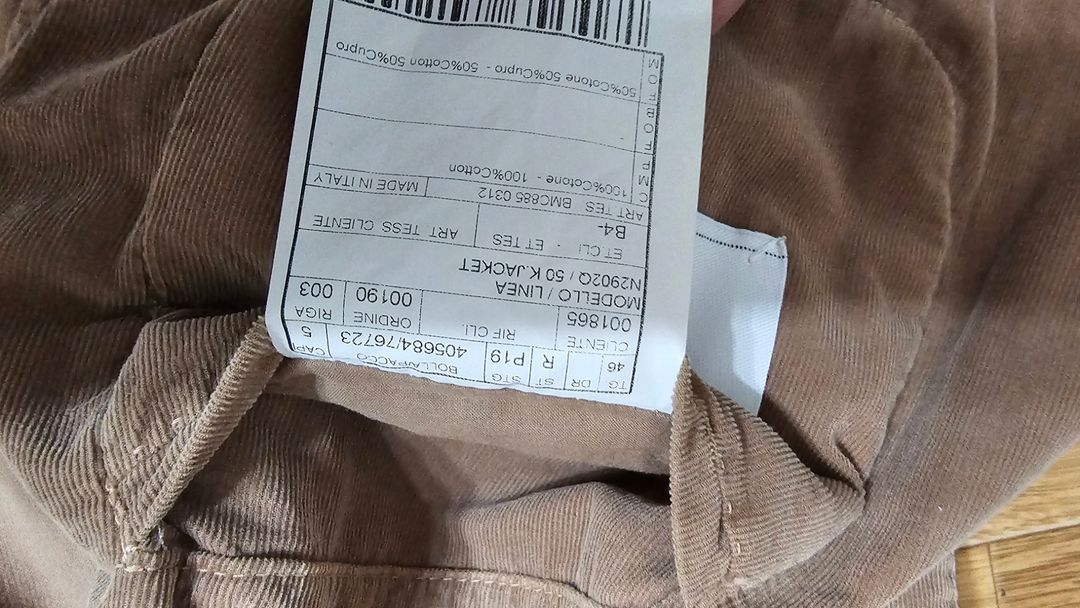 TG DR ST STG BOLLA/PACCO CAPI
46 R P19 405684/76723 5
CLIENTE RIF CLI. ORDINE RIGA
001865 00190 003
MODELLO / LINEA
N2902Q / 50 K.JACKET
ET.CLI - ET TES ART TESS CLIENTE
B4-
ART TES BMC885 0312 MADE IN ITALY
C 100%Cotone - 100%Cotton
M
P
F -
O
B
T
F 50%Cotone 50%Cupro - 50%Cotton 50%Cupro
O
M